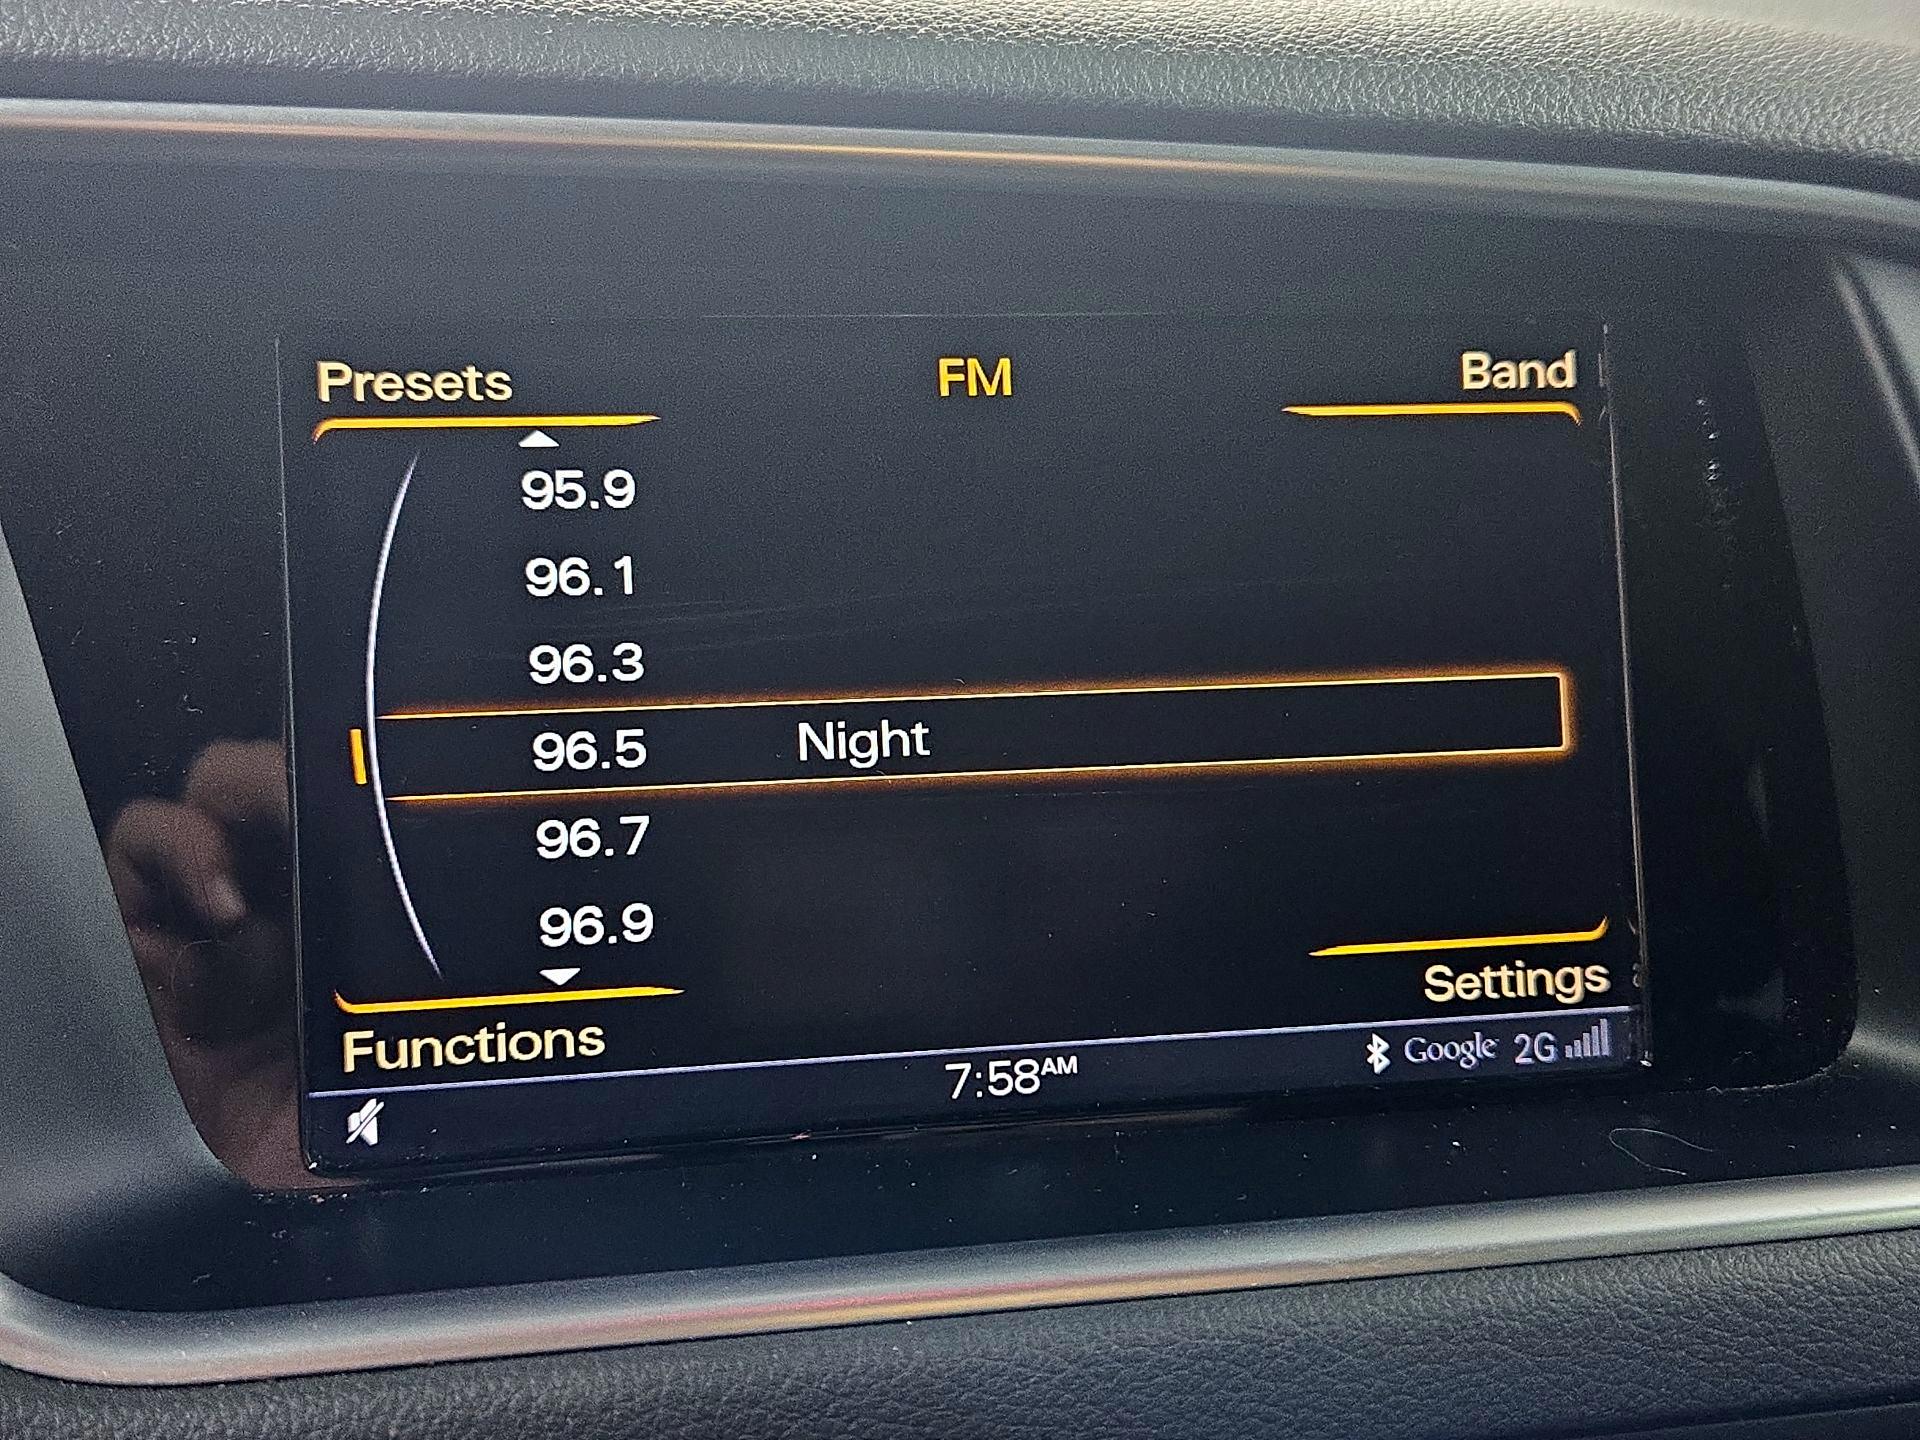 Presets FM Band
95.9
96.1
96.3
96.5 Night
96.7
96.9
Settings
Functions
7:58AM Google 2G